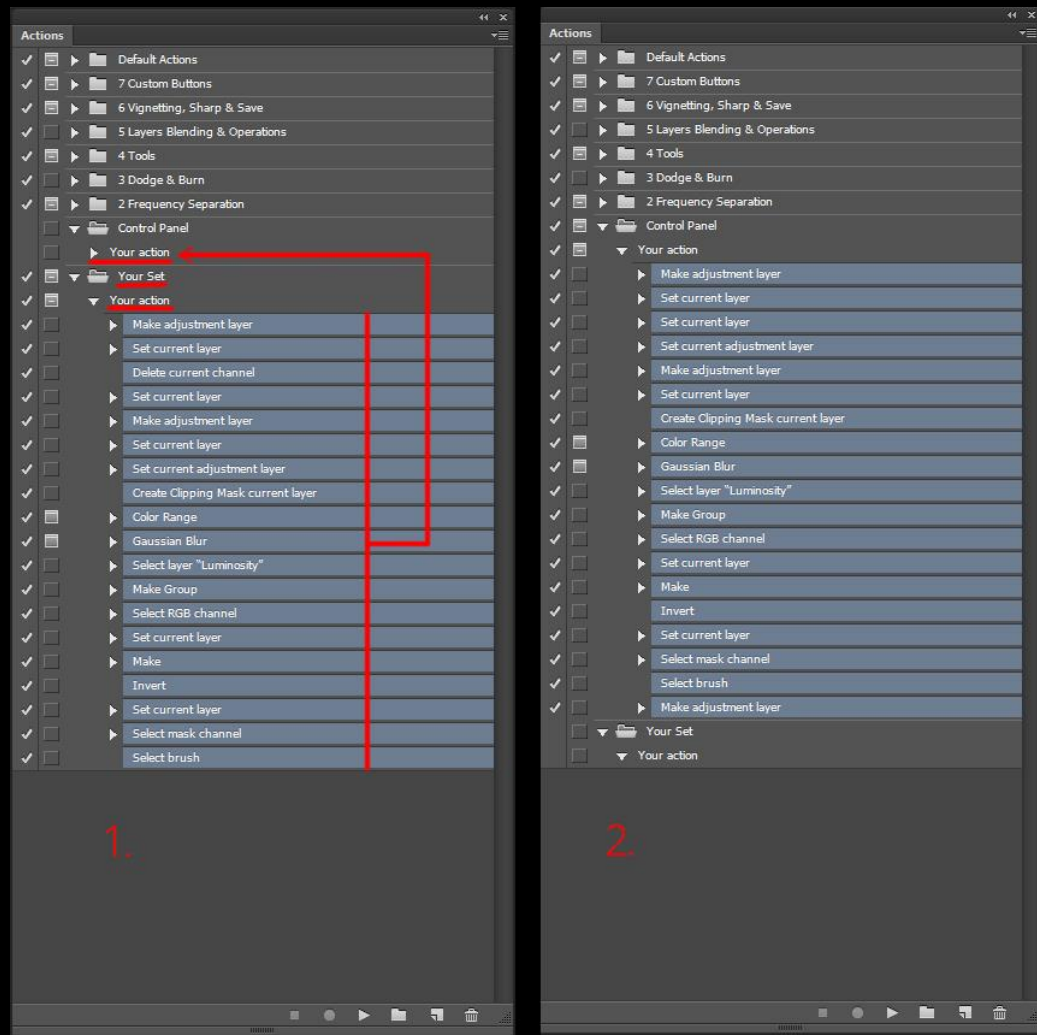 Actions
Default Actions
7 Custom Buttons
6 Vignetting, Sharp & Save
5 Layers Blending & Operations
4 Tools
3 Dodge & Burn
2 Frequency Separation
Control Panel
Your action
Your Set
Your action
Make adjustment layer
Set current layer
Delete current channel
Set current layer
Make adjustment layer
Set current layer
Set current adjustment layer
Create Clipping Mask current layer
Color Range
Gaussian Blur
Select layer "Luminosity"
Make Group
Select RGB channel
Set current layer
Make
Invert
Set current layer
Select mask channel
Select brush
1.
Actions
Default Actions
7 Custom Buttons
6 Vignetting, Sharp & Save
5 Layers Blending & Operations
4 Tools
3 Dodge & Burn
2 Frequency Separation
Control Panel
Your action
Make adjustment layer
Set current layer
Set current layer
Set current adjustment layer
Make adjustment layer
Set current layer
Create Clipping Mask current layer
Color Range
Gaussian Blur
Select layer "Luminosity"
Make Group
Select RGB channel
Set current layer
Make
Invert
Set current layer
Select mask channel
Select brush
Make adjustment layer
Your Set
Your action
2.